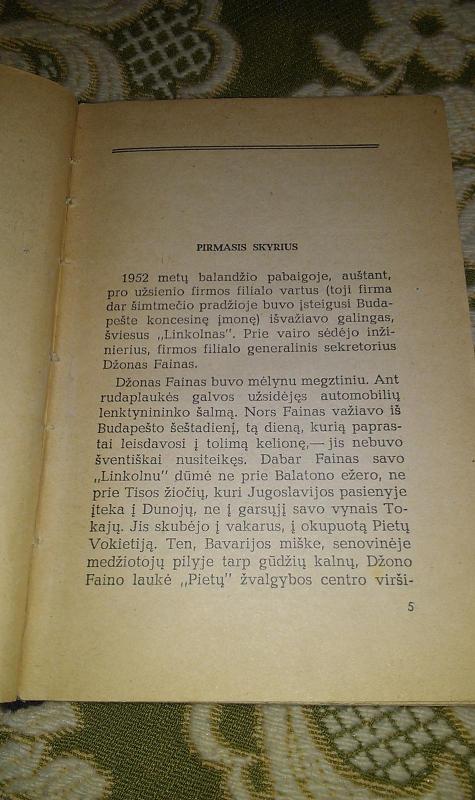 PIRMASIS SKYRIUS
1952 metų balandžio pabaigoje, auštant,
pro užsienio firmos filialo vartus (toji firma
dar šimtmečio pradžioje buvo įsteigusi Buda-
pešte koncesinę įmonę) išvažiavo galingas,
šviesus „Linkolnas". Prie vairo sėdėjo inži-
nierius, firmos filialo generalinis sekretorius
Džonas Fainas.
Džonas Fainas buvo mėlynu megztiniu. Ant
rudaplaukės galvos užsidėjęs automobilių
lenktynininko šalmą. Nors Fainas važiavo iš
Budapešto šeštadienį, tą dieną, kurią papras-
tai leisdavosi į tolimą kelionę,— jis nebuvo
šventiškai nusiteikęs. Dabar Fainas savo
„Linkolnu" dūmė ne prie Balatono ežero, ne
prie Tisos žiočių, kuri Jugoslavijos pasienyje
įteka į Dunojų, ne į garsųjį savo vynais To-
kajų. Jis skubėjo į vakarus, į okupuotą Pietų
Vokietiją. Ten, Bavarijos miške, senovinėje
medžiotojų pilyje tarp gūdžių kalnų, Džono
Faino laukė „Pietų" žvalgybos centro virši-
5